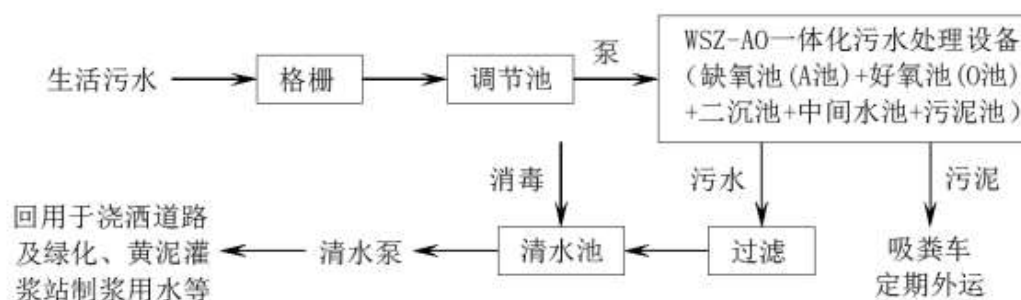 生活污水
格栅
调节池
泵
WSZ-AO一体化污水处理设备
(缺氧池(A池)+好氧池(O池)
+二沉池+中间水池+污泥池)
消毒
污水
污泥
回用于浇洒道路
及绿化、黄泥灌
浆站制浆用水等
清水泵
清水池
过滤
吸粪车
定期外运